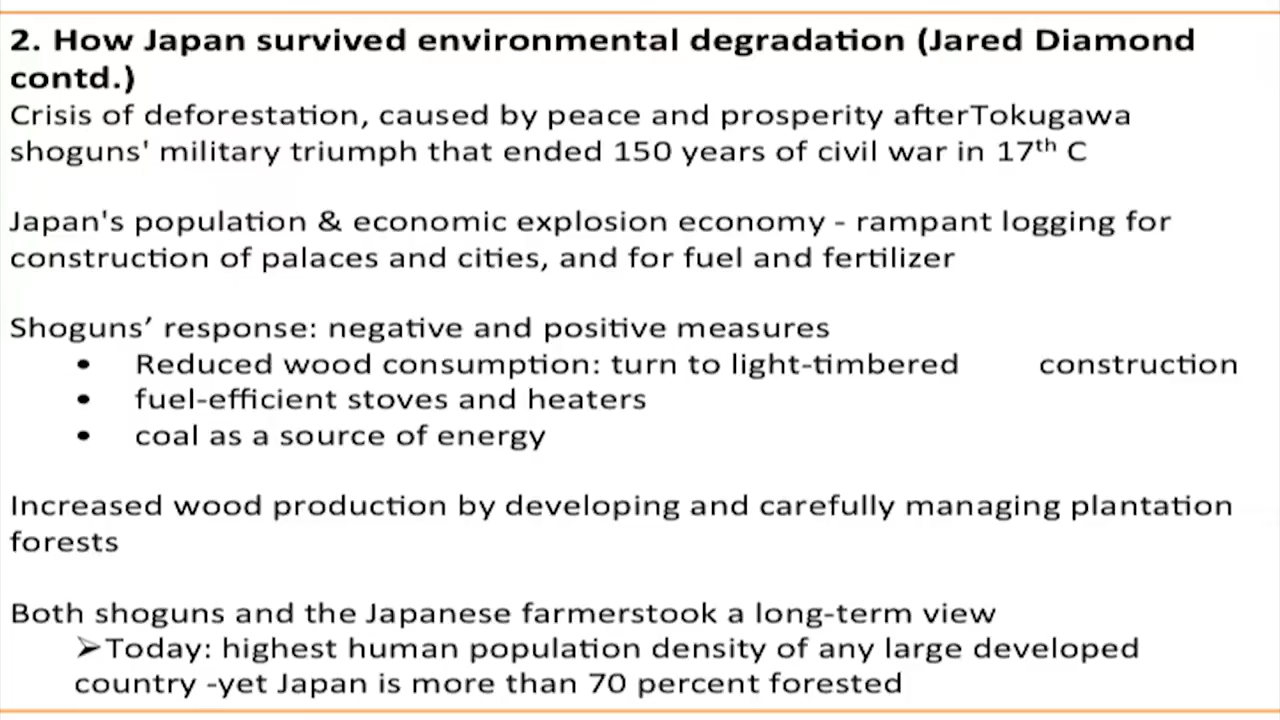 2. How Japan survived environmental degradation (Jared Diamond
contd.)
Crisis of deforestation, caused by peace and prosperity afterTokugawa
shoguns' military triumph that ended 150 years of civil war in 17th C
Japan's population & economic explosion economy - rampant logging for
construction of palaces and cities, and for fuel and fertilizer
Shoguns’ response: negative and positive measures
• Reduced wood consumption: turn to light-timbered construction
• fuel-efficient stoves and heaters
• coal as a source of energy
Increased wood production by developing and carefully managing plantation
forests
Both shoguns and the Japanese farmerstook a long-term view
➢Today: highest human population density of any large developed
country -yet Japan is more than 70 percent forested